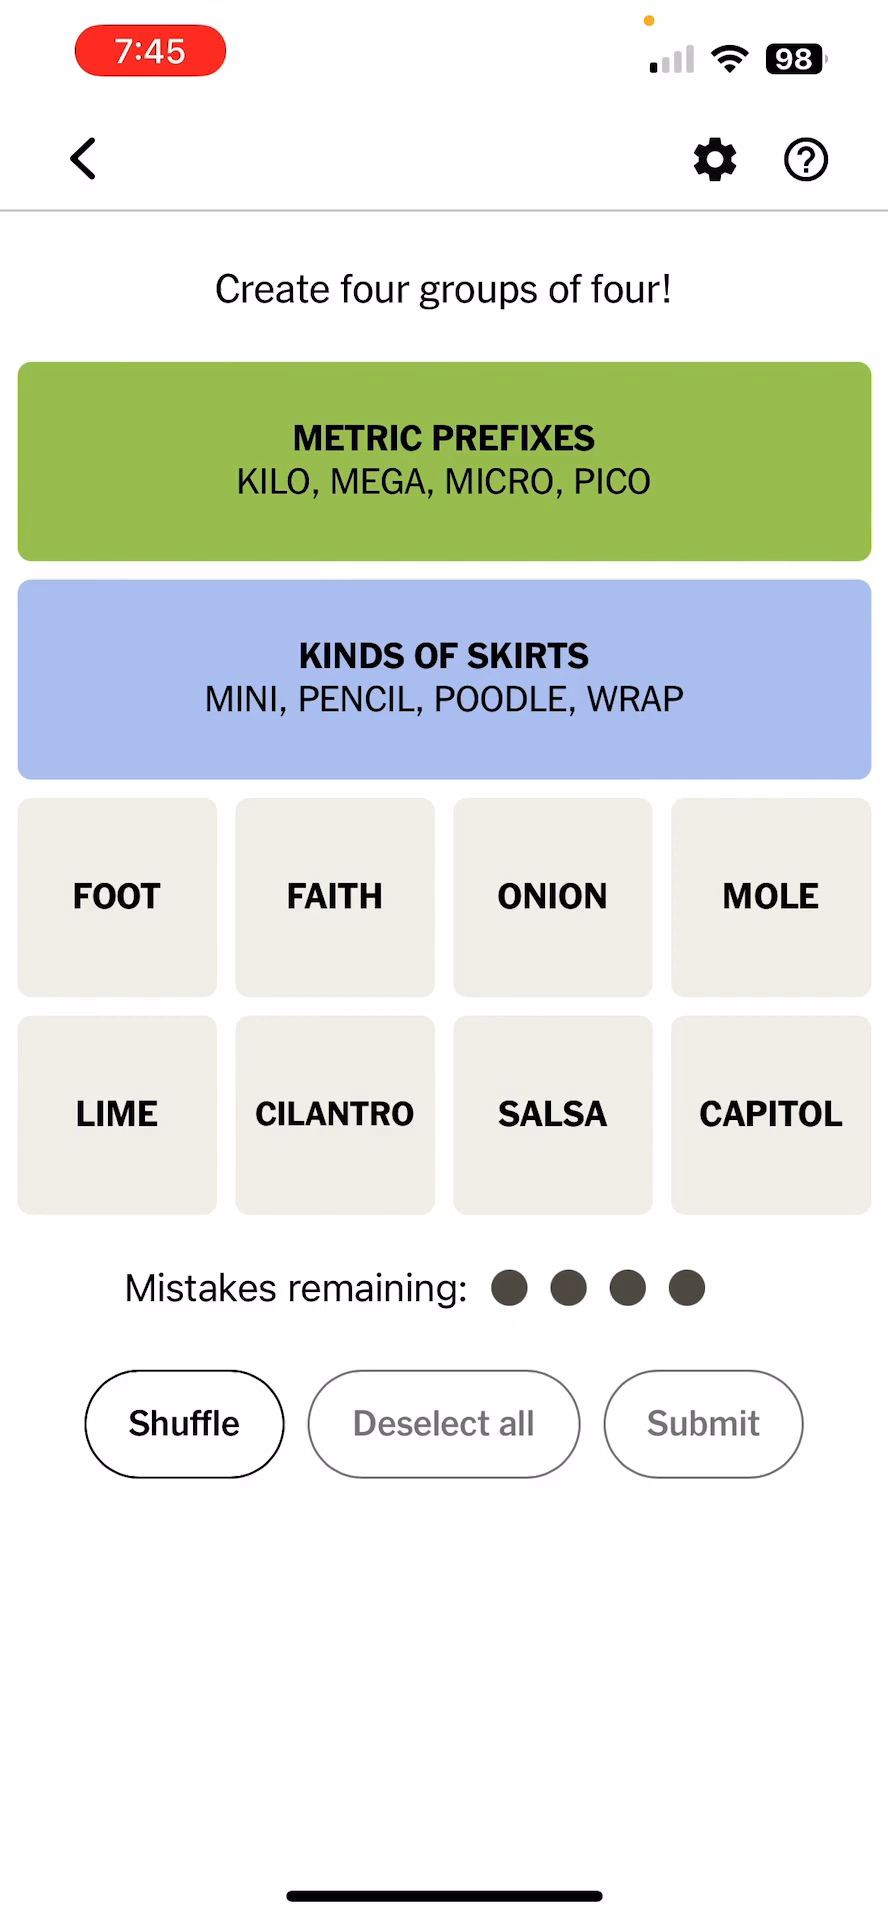 7:45
98
Create four groups of four!
METRIC PREFIXES
KILO, MEGA, MICRO, PICO
KINDS OF SKIRTS
MINI, PENCIL, POODLE, WRAP
FOOT FAITH ONION MOLE
LIME CILANTRO SALSA CAPITOL
Mistakes remaining:
Shuffle Deselect all Submit